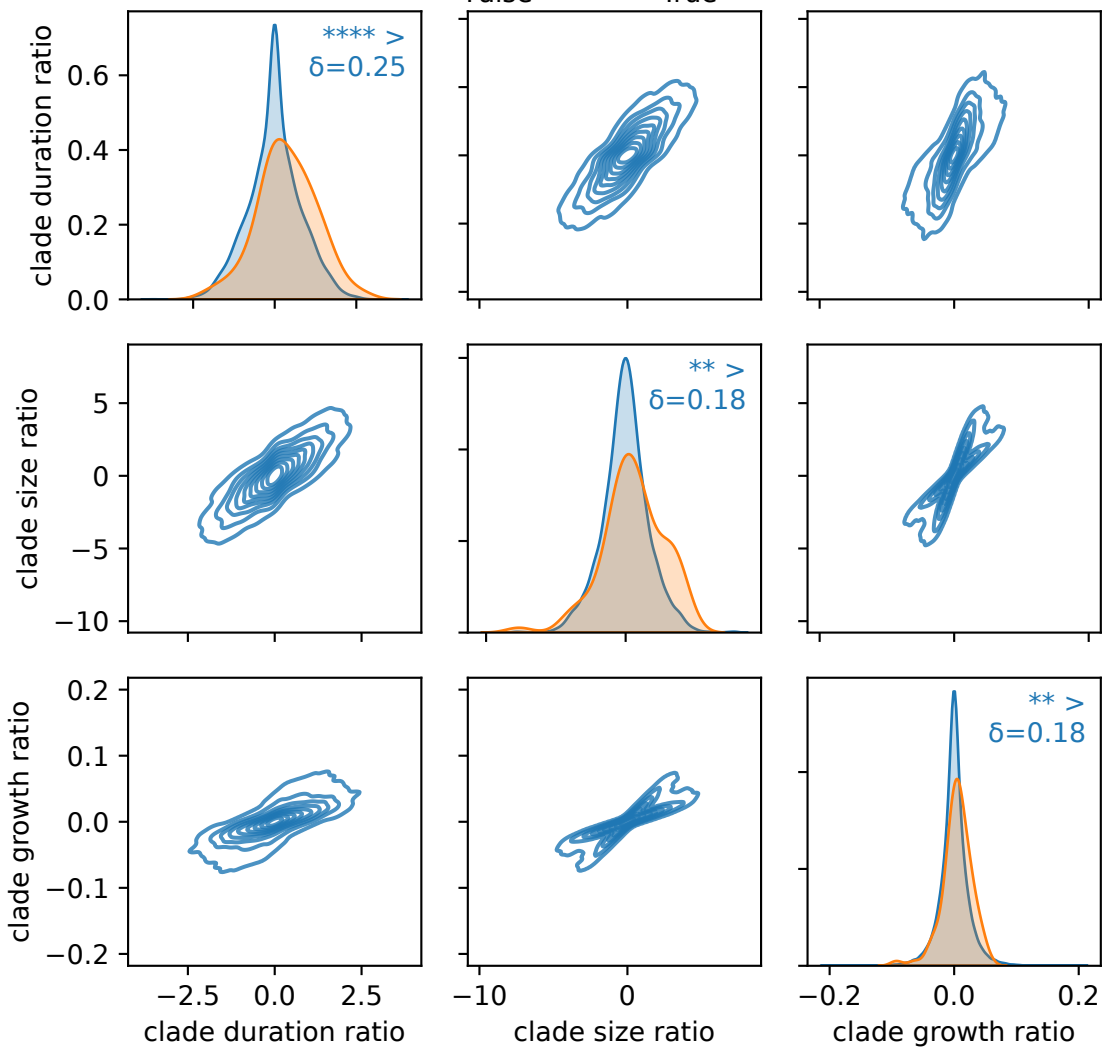 clade duration ratio
0.6
0.4
0.2
0.0
**** >
δ=0.25
clade size ratio
5
0
−5
−10
** >
δ=0.18
clade growth ratio
0.2
0.1
0.0
−0.1
−0.2
** >
δ=0.18
−2.5 0.0 2.5
−10 0
−0.2 0.0 0.2
clade duration ratio
clade size ratio
clade growth ratio